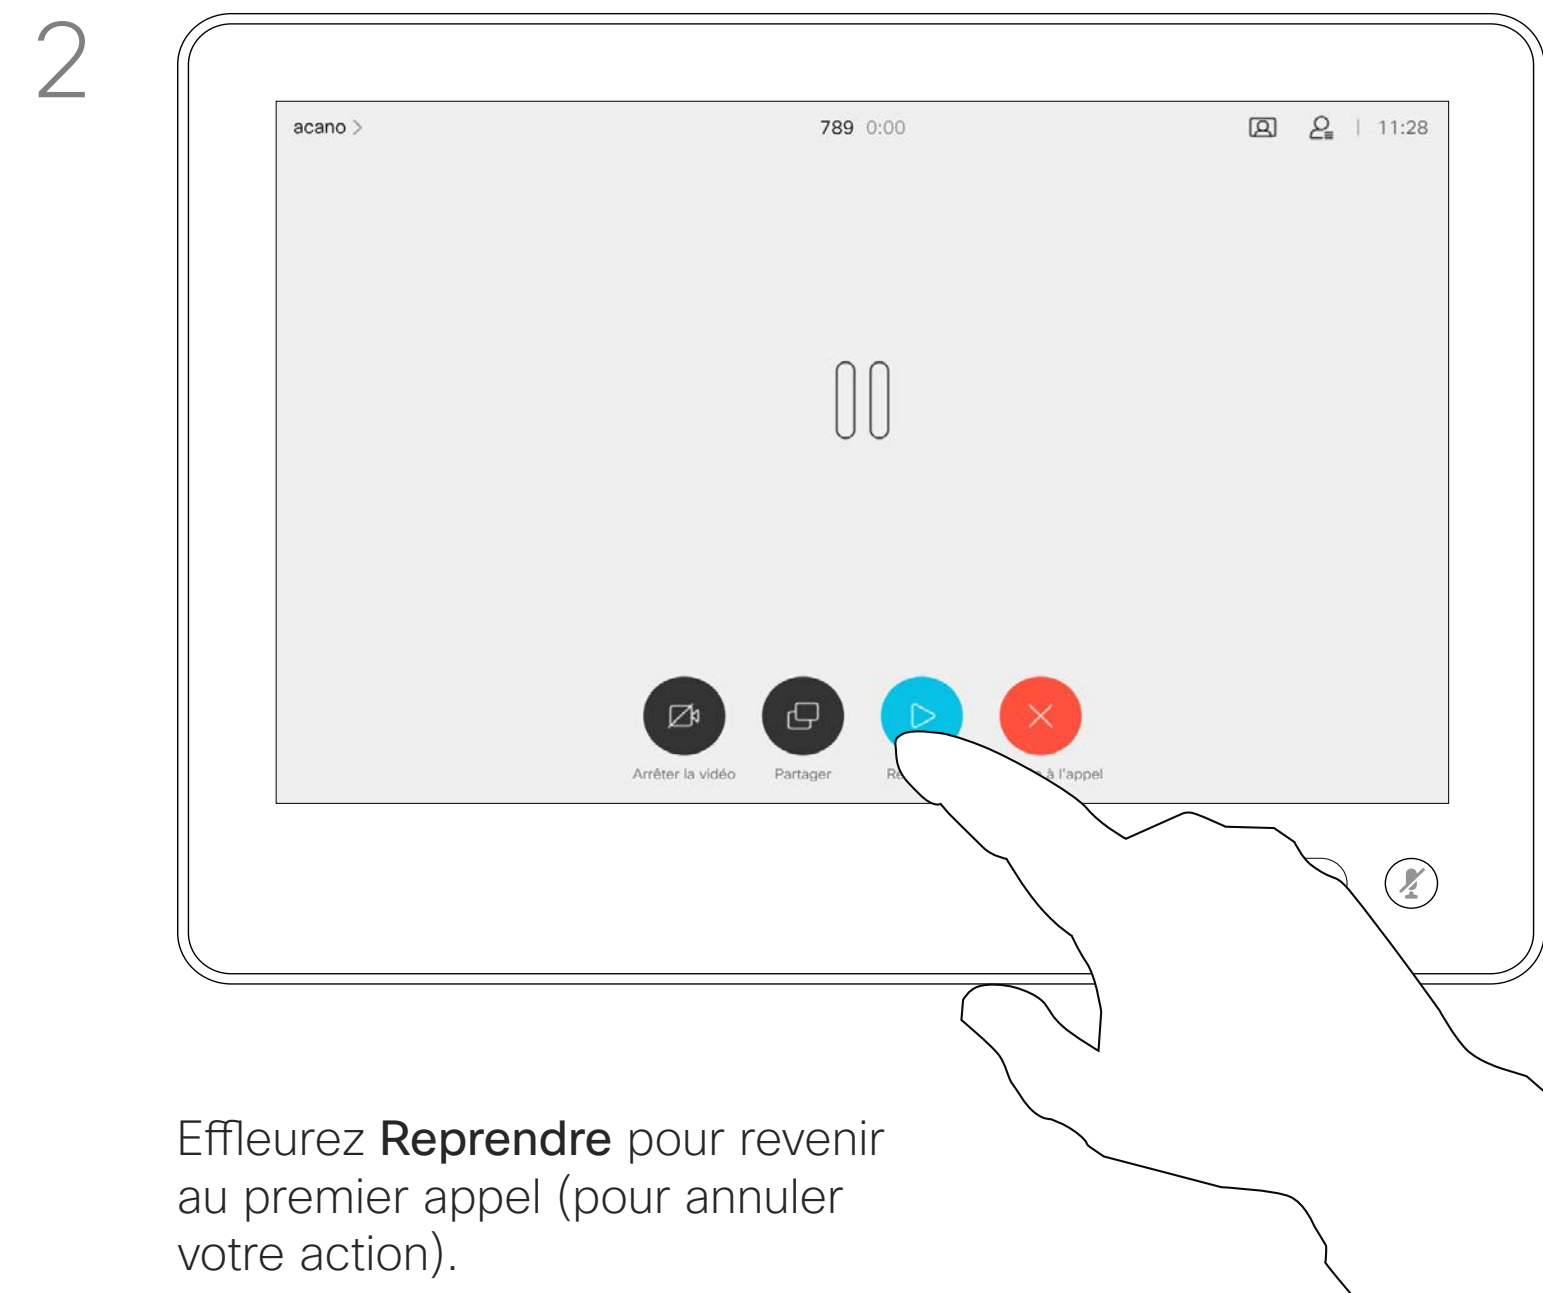 2
acano >
789 0:00
11:28
Arrêter la vidéo
Partager
à l'appel
Effleurez Reprendre pour revenir
au premier appel (pour annuler
votre action).